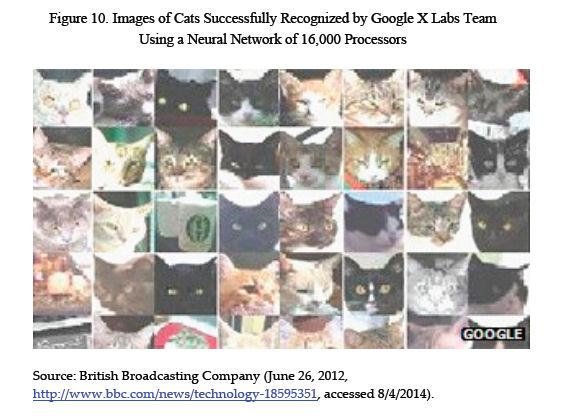 Figure 10. Images of Cats Successfully Recognized by Google X Labs Team
Using a Neural Network of 16,000 Processors
GOOGLE
Source: British Broadcasting Company (June 26, 2012,
http://www.bbc.com/news/technology-18595351, accessed 8/4/2014).